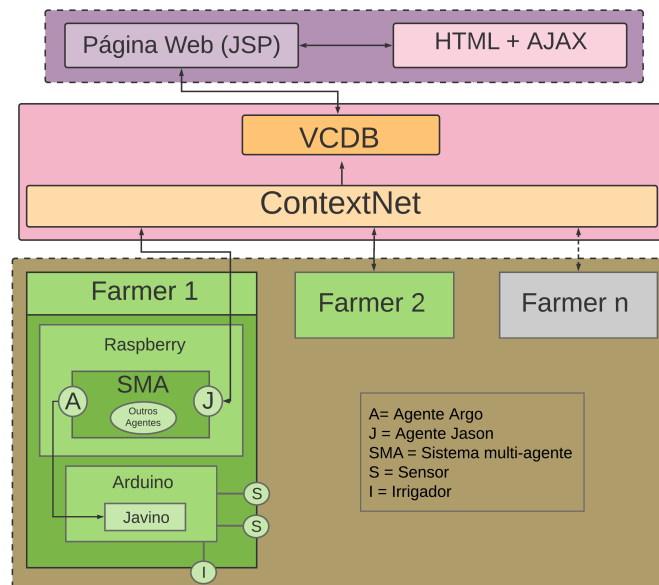 Página Web (JSP)
HTML + AJAX
VCDB
ContextNet
Farmer 1
Farmer 2
Farmer n
Raspberry
SMA
A
J
Outros
Agentes
Arduino
Javino
S
S
I
A= Agente Argo
J = Agente Jason
SMA = Sistema multi-agente
S = Sensor
I = Irrigador